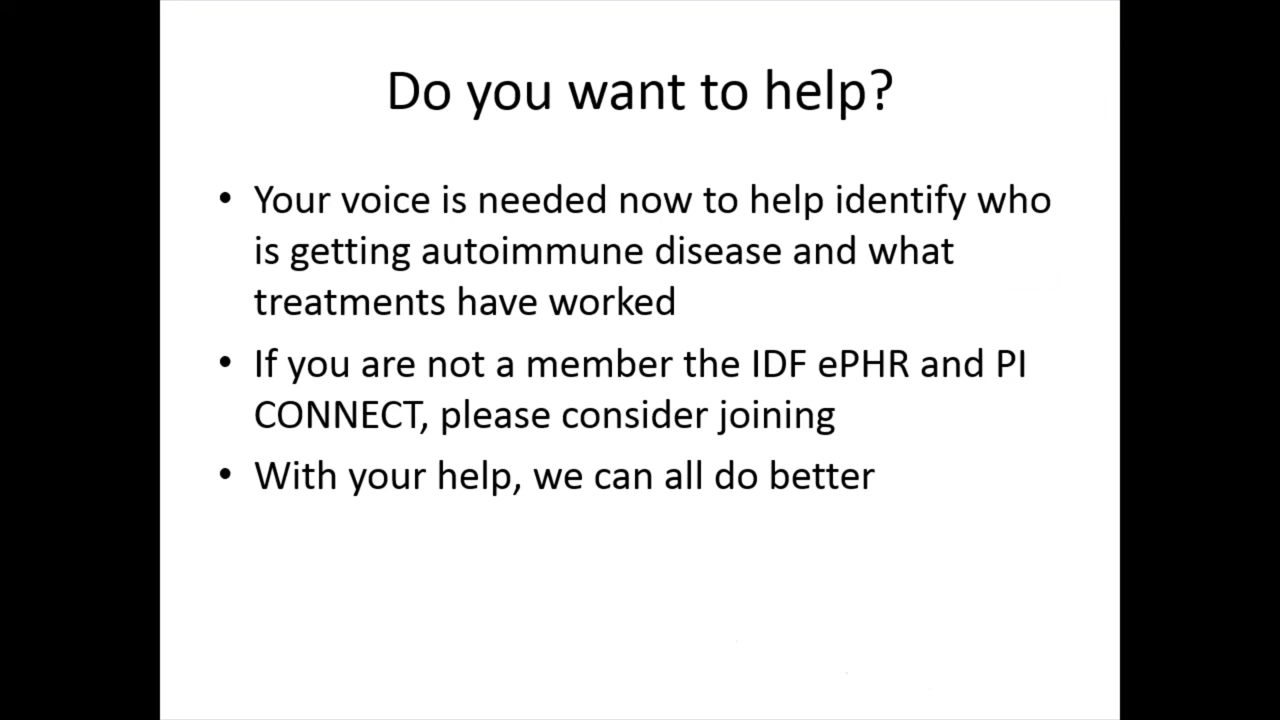 Do you want to help?
• Your voice is needed now to help identify who
is getting autoimmune disease and what
treatments have worked
• If you are not a member the IDF ePHR and PI
CONNECT, please consider joining
• With your help, we can all do better